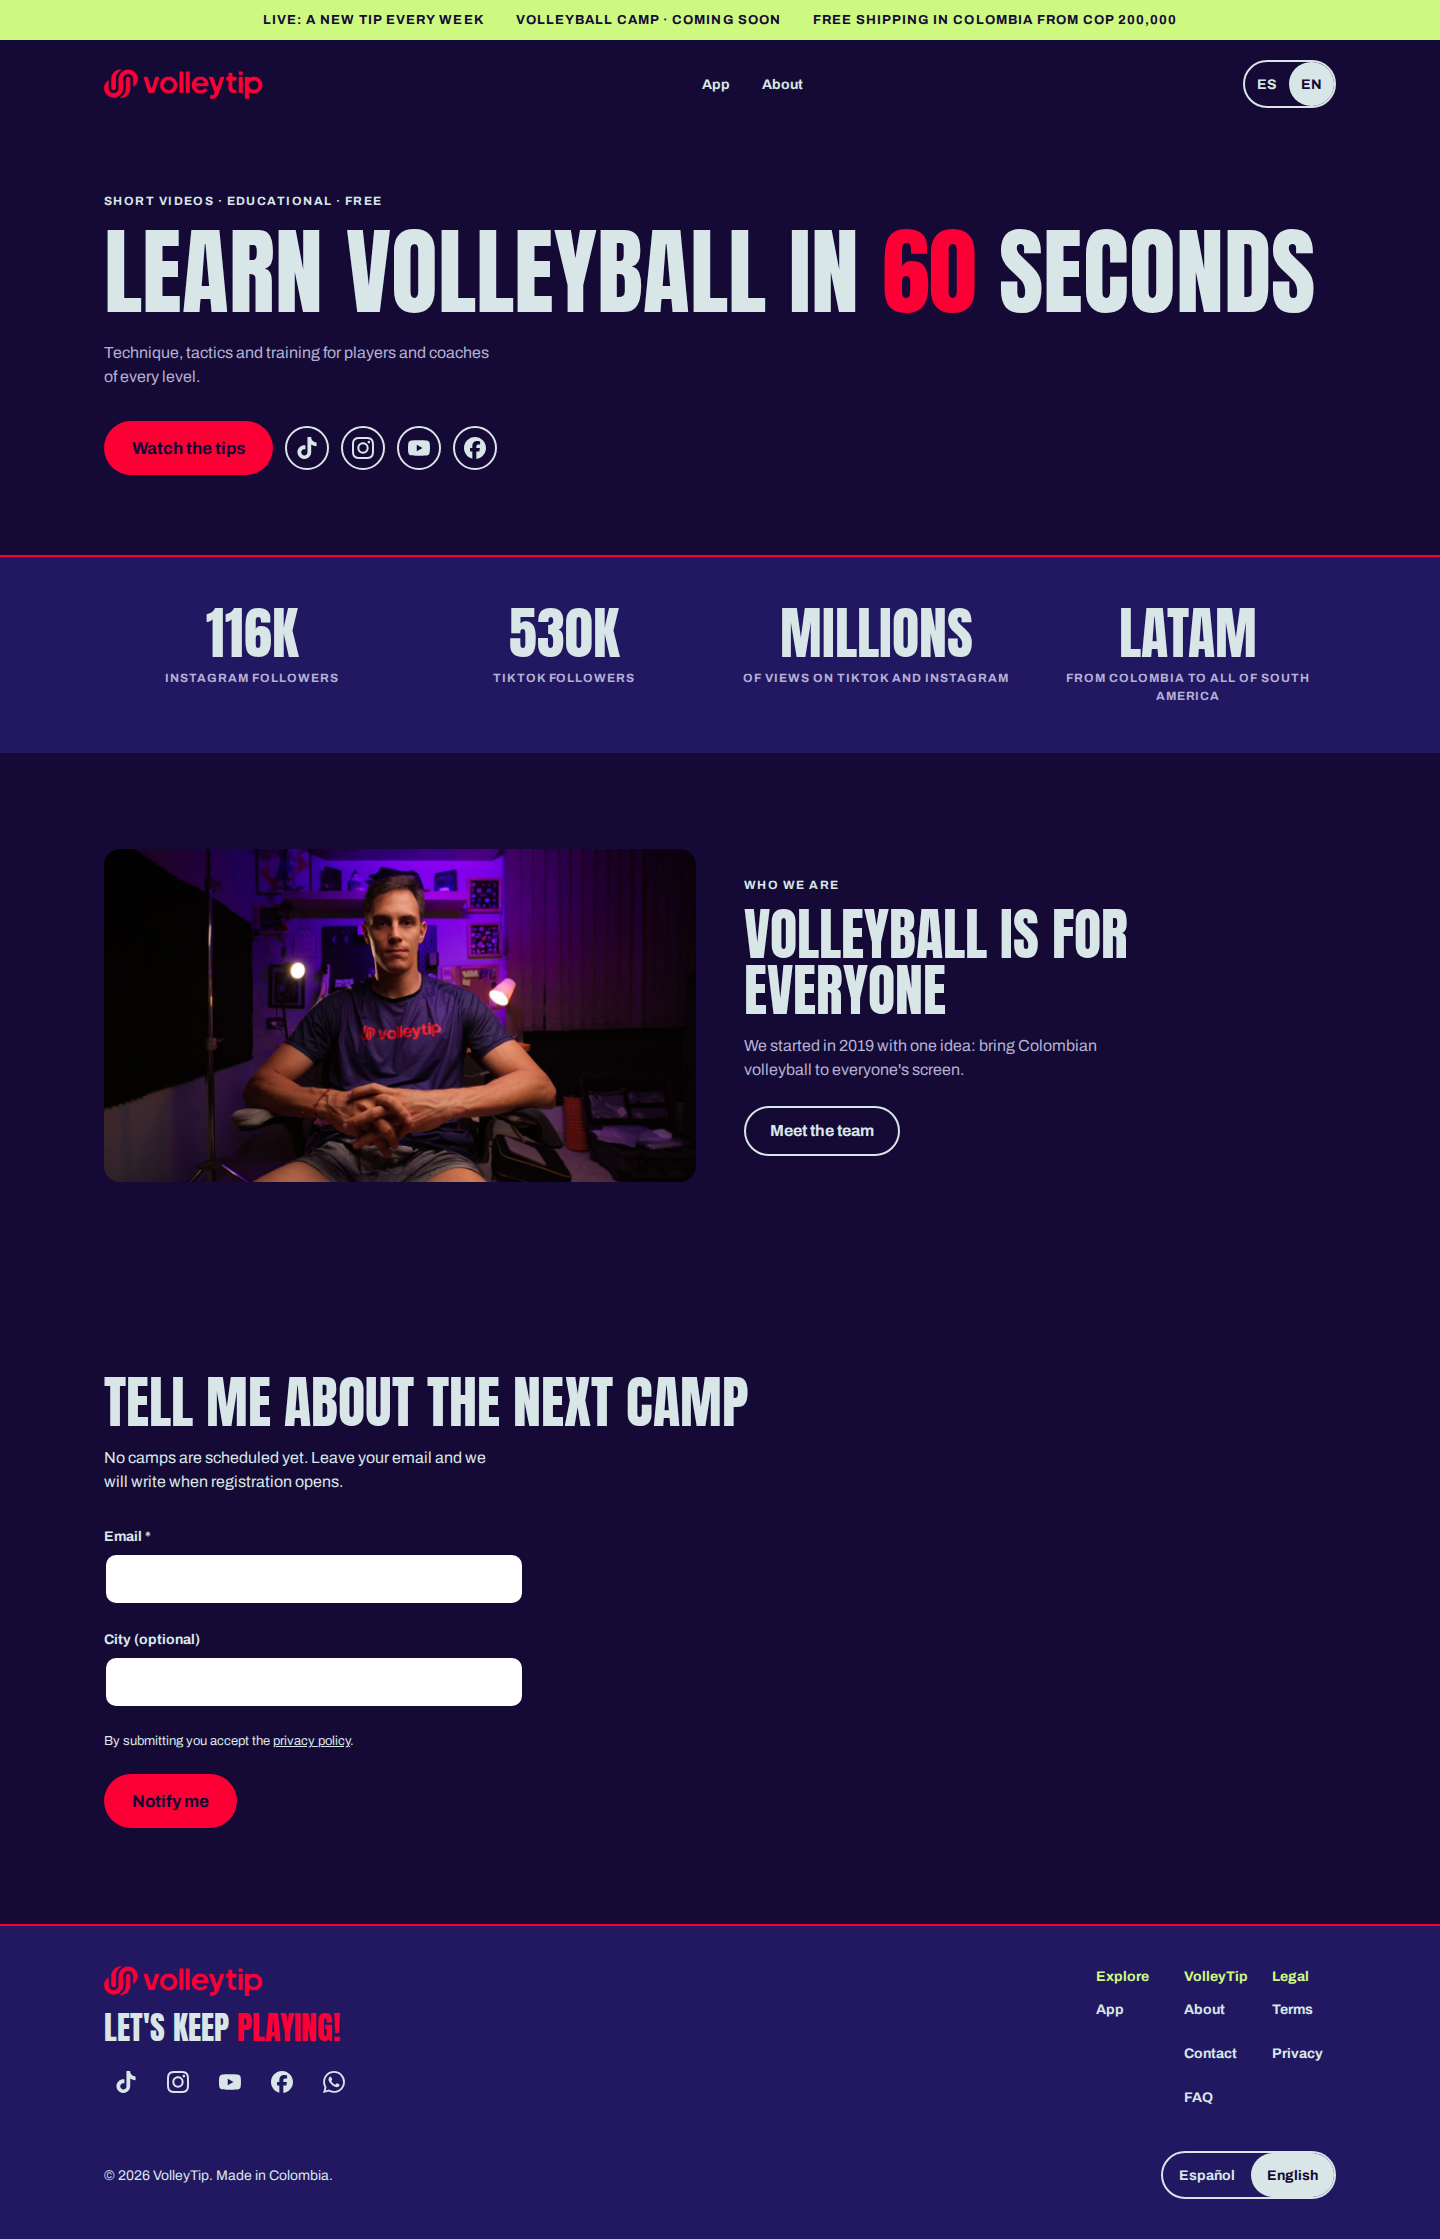 LIVE: A NEW TIP EVERY WEEK VOLLEYBALL CAMP · COMING SOON FREE SHIPPING IN COLOMBIA FROM COP 200,000
volleytip
App About
ES EN
SHORT VIDEOS · EDUCATIONAL · FREE
LEARN VOLLEYBALL IN 60 SECONDS
Technique, tactics and training for players and coaches
of every level.
Watch the tips
116K
INSTAGRAM FOLLOWERS
530K
TIKTOK FOLLOWERS
MILLIONS
OF VIEWS ON TIKTOK AND INSTAGRAM
LATAM
FROM COLOMBIA TO ALL OF SOUTH
AMERICA
volleytip
WHO WE ARE
VOLLEYBALL IS FOR
EVERYONE
We started in 2019 with one idea: bring Colombian
volleyball to everyone's screen.
Meet the team
TELL ME ABOUT THE NEXT CAMP
No camps are scheduled yet. Leave your email and we
will write when registration opens.
Email *
City (optional)
By submitting you accept the privacy policy.
Notify me
volleytip
LET'S KEEP PLAYING!
Explore
App
VolleyTip
About
Contact
FAQ
Legal
Terms
Privacy
© 2026 VolleyTip. Made in Colombia.
Español English